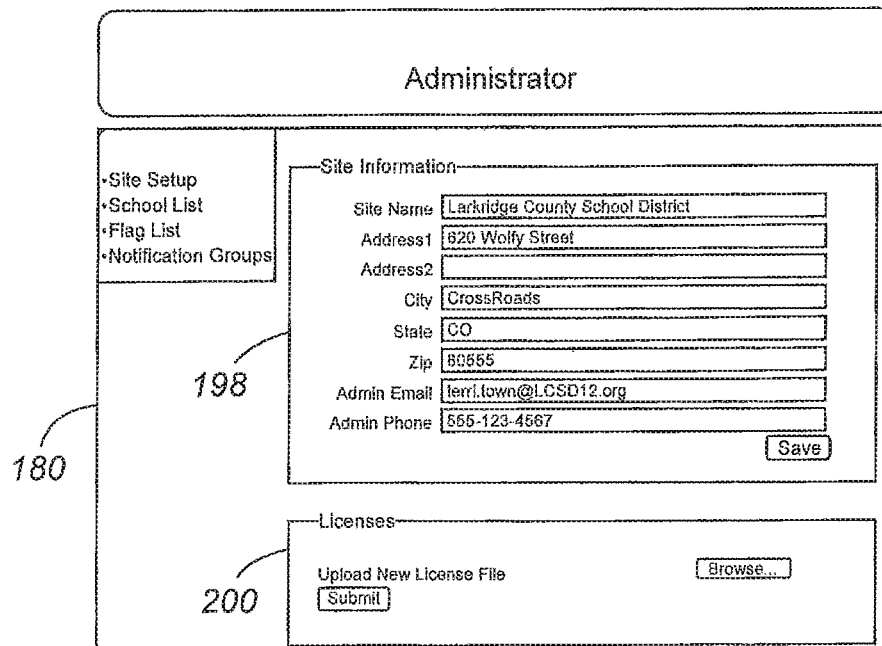 Administrator
•Site Setup
•School List
•Flag List
•Notification Groups
Site Information
Site Name Larkridge County School District
Address1 620 Wolfy Street
Address2
City CrossRoads
State CO
Zip 80555
Admin Email terri.town@LCSD12.org
Admin Phone 555-123-4567
Save
198
180
Licenses
Upload New License File Browse...
Submit
200